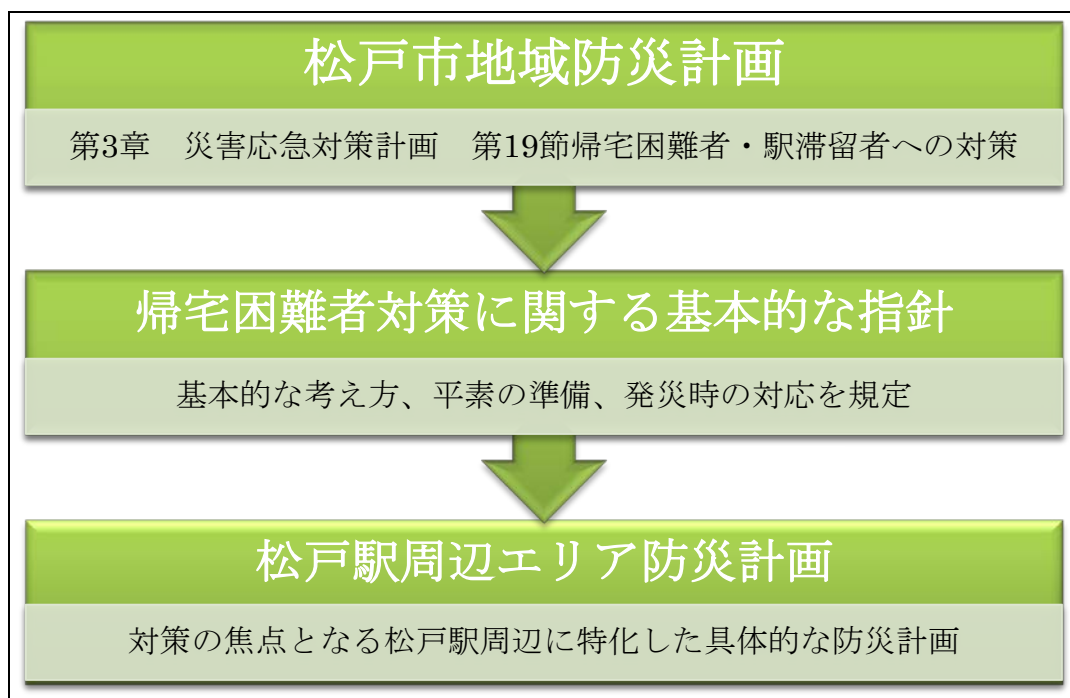 松戸市地域防災計画
第3章　災害応急対策計画　第19節帰宅困難者・駅滞留者への対策
帰宅困難者対策に関する基本的な指針
基本的な考え方、平素の準備、発災時の対応を規定
松戸駅周辺エリア防災計画
対策の焦点となる松戸駅周辺に特化した具体的な防災計画